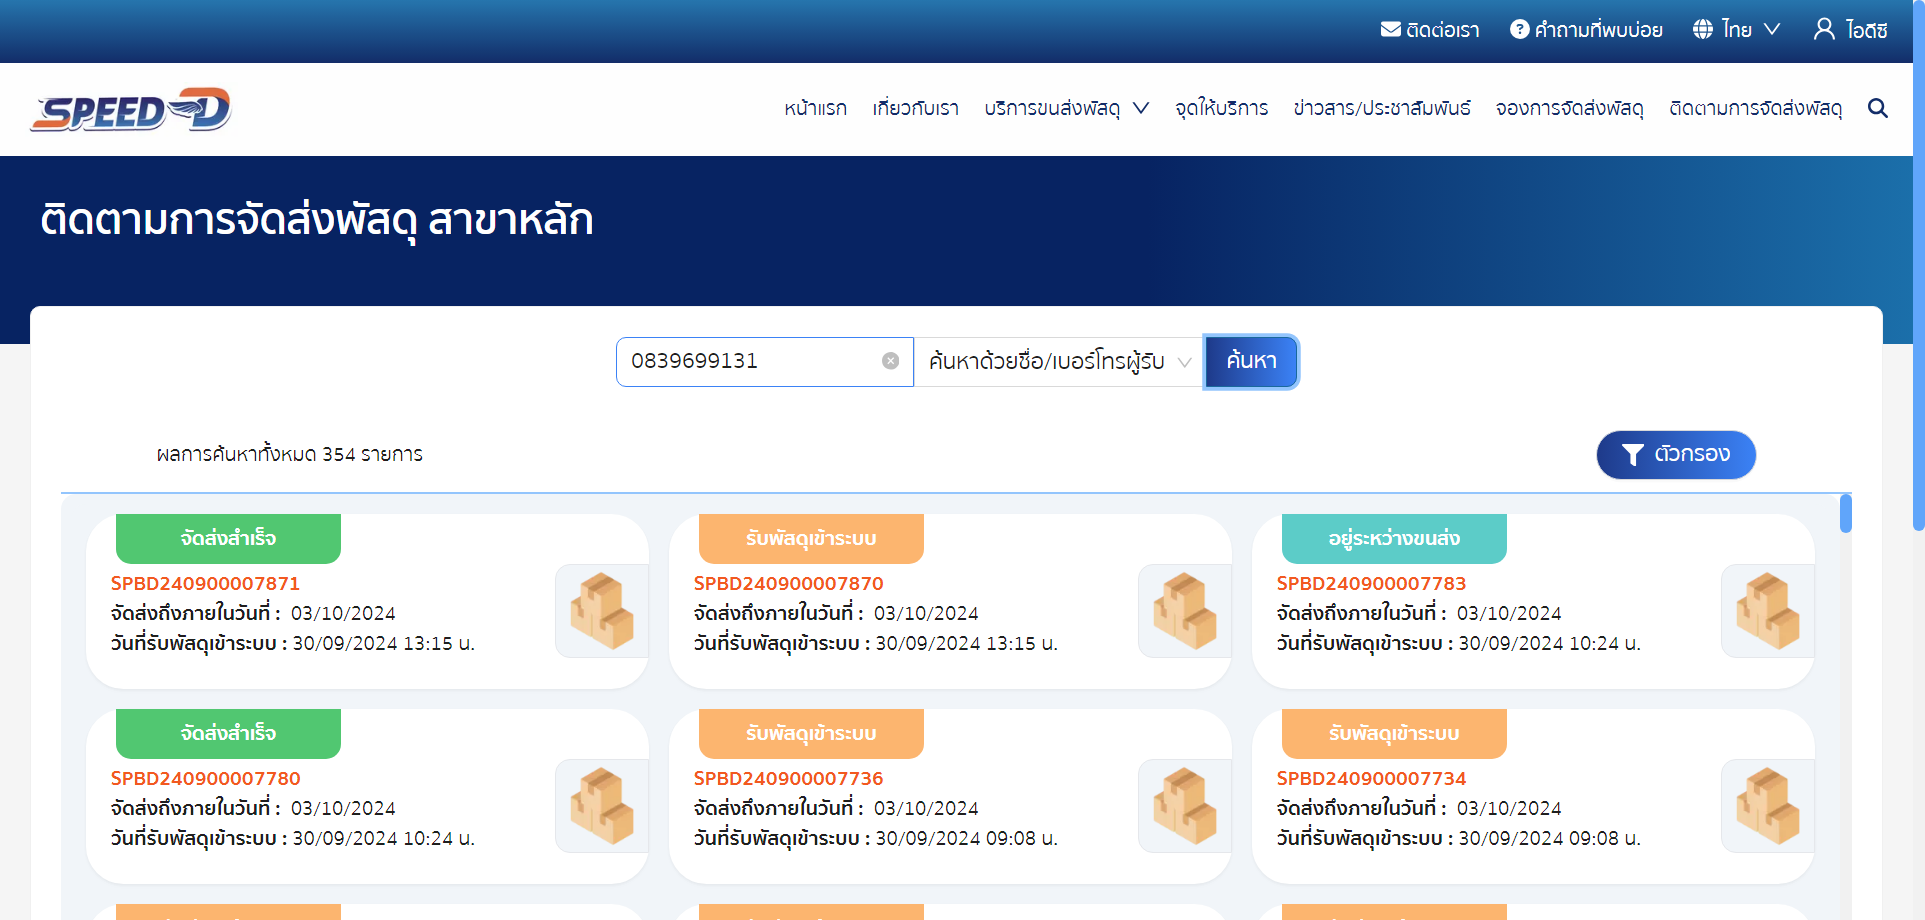 ติดต่อเรา คำถามที่พบบ่อย ไทย ไอดีซี
SPEED-D
หน้าแรก เกี่ยวกับเรา บริการขนส่งพัสดุ จุดให้บริการ ข่าวสาร/ประชาสัมพันธ์ จองการจัดส่งพัสดุ ติดตามการจัดส่งพัสดุ
ติดตามการจัดส่งพัสดุ สาขาหลัก
0839699131 ค้นหาด้วยชื่อ/เบอร์โทรผู้รับ ค้นหา
ผลการค้นหาทั้งหมด 354 รายการ ตัวกรอง
จัดส่งสำเร็จ
SPBD240900007871
จัดส่งถึงภายในวันที่ : 03/10/2024
วันที่รับพัสดุเข้าระบบ : 30/09/2024 13:15 น.
รับพัสดุเข้าระบบ
SPBD240900007870
จัดส่งถึงภายในวันที่ : 03/10/2024
วันที่รับพัสดุเข้าระบบ : 30/09/2024 13:15 น.
อยู่ระหว่างขนส่ง
SPBD240900007783
จัดส่งถึงภายในวันที่ : 03/10/2024
วันที่รับพัสดุเข้าระบบ : 30/09/2024 10:24 น.
จัดส่งสำเร็จ
SPBD240900007780
จัดส่งถึงภายในวันที่ : 03/10/2024
วันที่รับพัสดุเข้าระบบ : 30/09/2024 10:24 น.
รับพัสดุเข้าระบบ
SPBD240900007736
จัดส่งถึงภายในวันที่ : 03/10/2024
วันที่รับพัสดุเข้าระบบ : 30/09/2024 09:08 น.
รับพัสดุเข้าระบบ
SPBD240900007734
จัดส่งถึงภายในวันที่ : 03/10/2024
วันที่รับพัสดุเข้าระบบ : 30/09/2024 09:08 น.